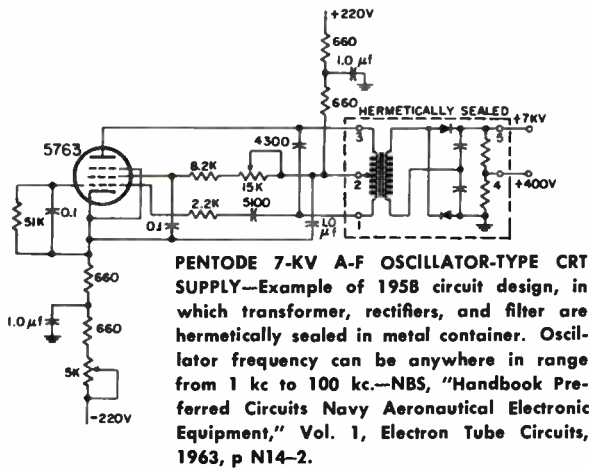 +220V
660
1.0 µf
660
HERMETICALLY SEALED
+7KV
5763
4300
3
5
8.2K
15K
2
4
+400V
51K
0.1
2.2K
5100
1
0.1
1.0
µf
660
1.0 µf
660
5K
-220V
PENTODE 7-KV A-F OSCILLATOR-TYPE CRT
SUPPLY—Example of 1958 circuit design, in
which transformer, rectifiers, and filter are
hermetically sealed in metal container. Oscil-
lator frequency can be anywhere in range
from 1 kc to 100 kc.—NBS, "Handbook Pre-
ferred Circuits Navy Aeronautical Electronic
Equipment," Vol. 1, Electron Tube Circuits,
1963, p N14-2.